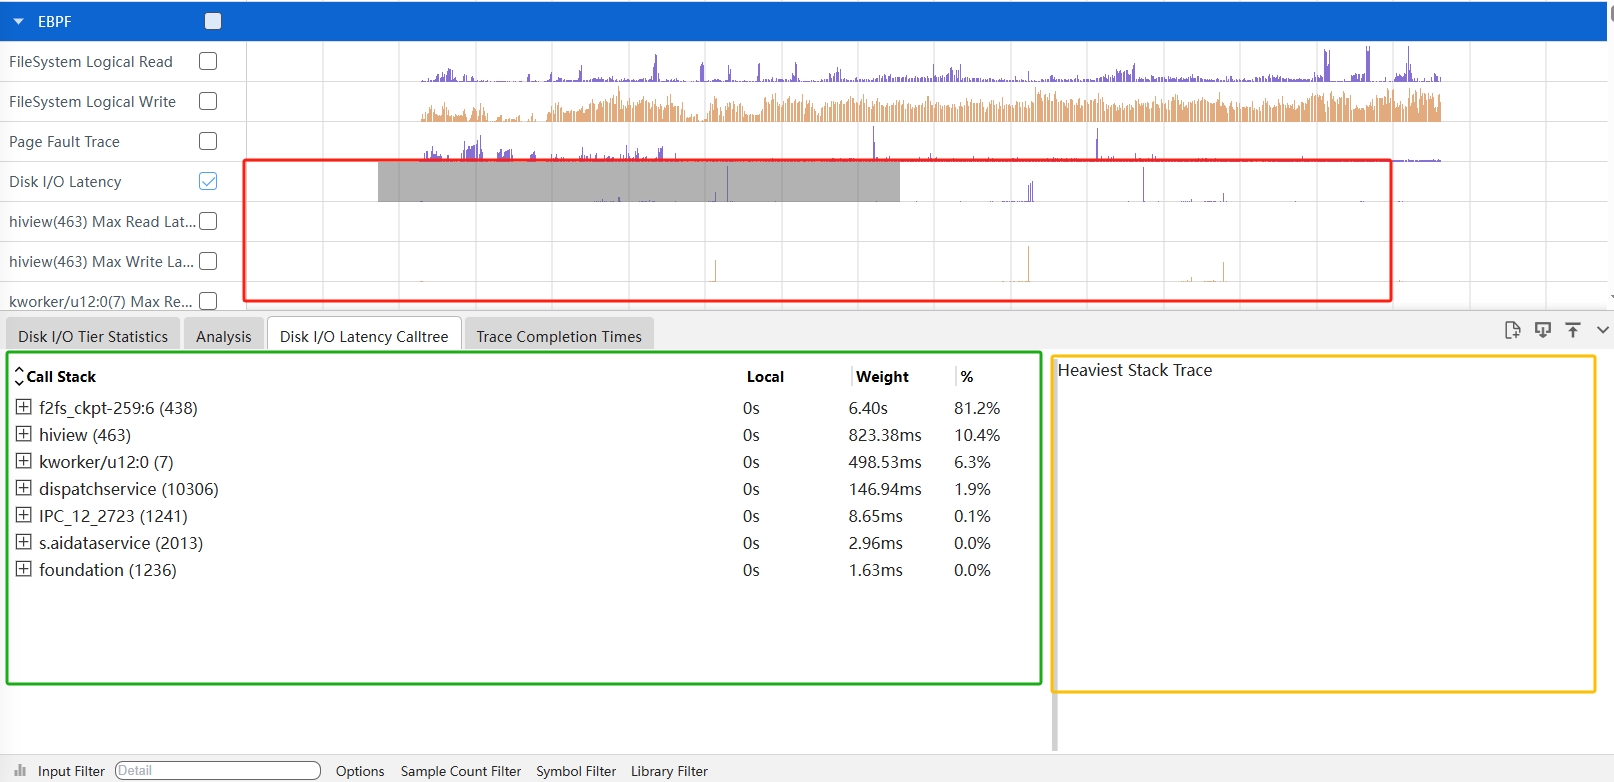 EBPF
FileSystem Logical Read
FileSystem Logical Write
Page Fault Trace
Disk I/O Latency
hiview(463) Max Read Lat...
hiview(463) Max Write La...
kworker/u12:0(7) Max Re...
Disk I/O Tier Statistics Analysis Disk I/O Latency Calltree Trace Completion Times
Call Stack Local Weight %
f2fs_ckpt-259:6 (438) 0s 6.40s 81.2%
hiview (463) 0s 823.38ms 10.4%
kworker/u12:0 (7) 0s 498.53ms 6.3%
dispatchservice (10306) 0s 146.94ms 1.9%
IPC_12_2723 (1241) 0s 8.65ms 0.1%
s.aidataservice (2013) 0s 2.96ms 0.0%
foundation (1236) 0s 1.63ms 0.0%
Heaviest Stack Trace
Input Filter Detail Options Sample Count Filter Symbol Filter Library Filter